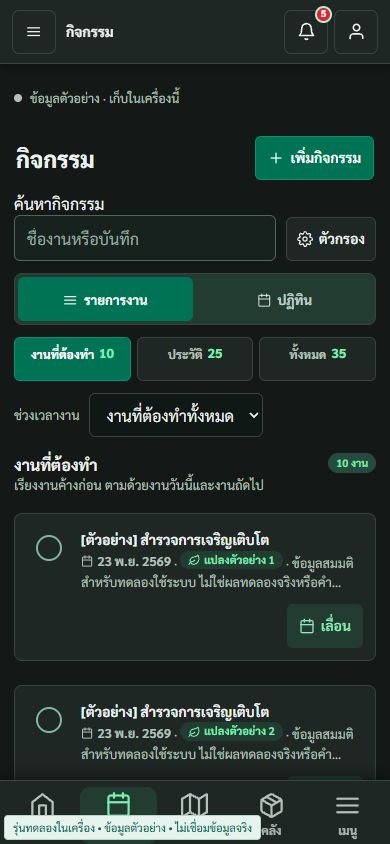 กิจกรรม
5
ข้อมูลตัวอย่าง · เก็บในเครื่องนี้
กิจกรรม
เพิ่มกิจกรรม
ค้นหากิจกรรม
ชื่องานหรือบันทึก
ตัวกรอง
รายการงาน
ปฏิทิน
งานที่ต้องทำ 10
ประวัติ 25
ทั้งหมด 35
ช่วงเวลางาน
งานที่ต้องทำทั้งหมด
งานที่ต้องทำ
10 งาน
เรียงงานค้างก่อน ตามด้วยงานวันนี้และงานถัดไป
[ตัวอย่าง] สำรวจการเจริญเติบโต
23 พ.ย. 2569 · แปลงตัวอย่าง 1 · ข้อมูลสมมติ
สำหรับทดลองใช้ระบบ ไม่ใช่ผลทดลองจริงหรือคำ...
เลื่อน
[ตัวอย่าง] สำรวจการเจริญเติบโต
23 พ.ย. 2569 · แปลงตัวอย่าง 2 · ข้อมูลสมมติ
สำหรับทดลองใช้ระบบ ไม่ใช่ผลทดลองจริงหรือคำ...
รุ่นทดลองในเครื่อง • ข้อมูลตัวอย่าง • ไม่เชื่อมข้อมูลจริง
คลัง
เมนู